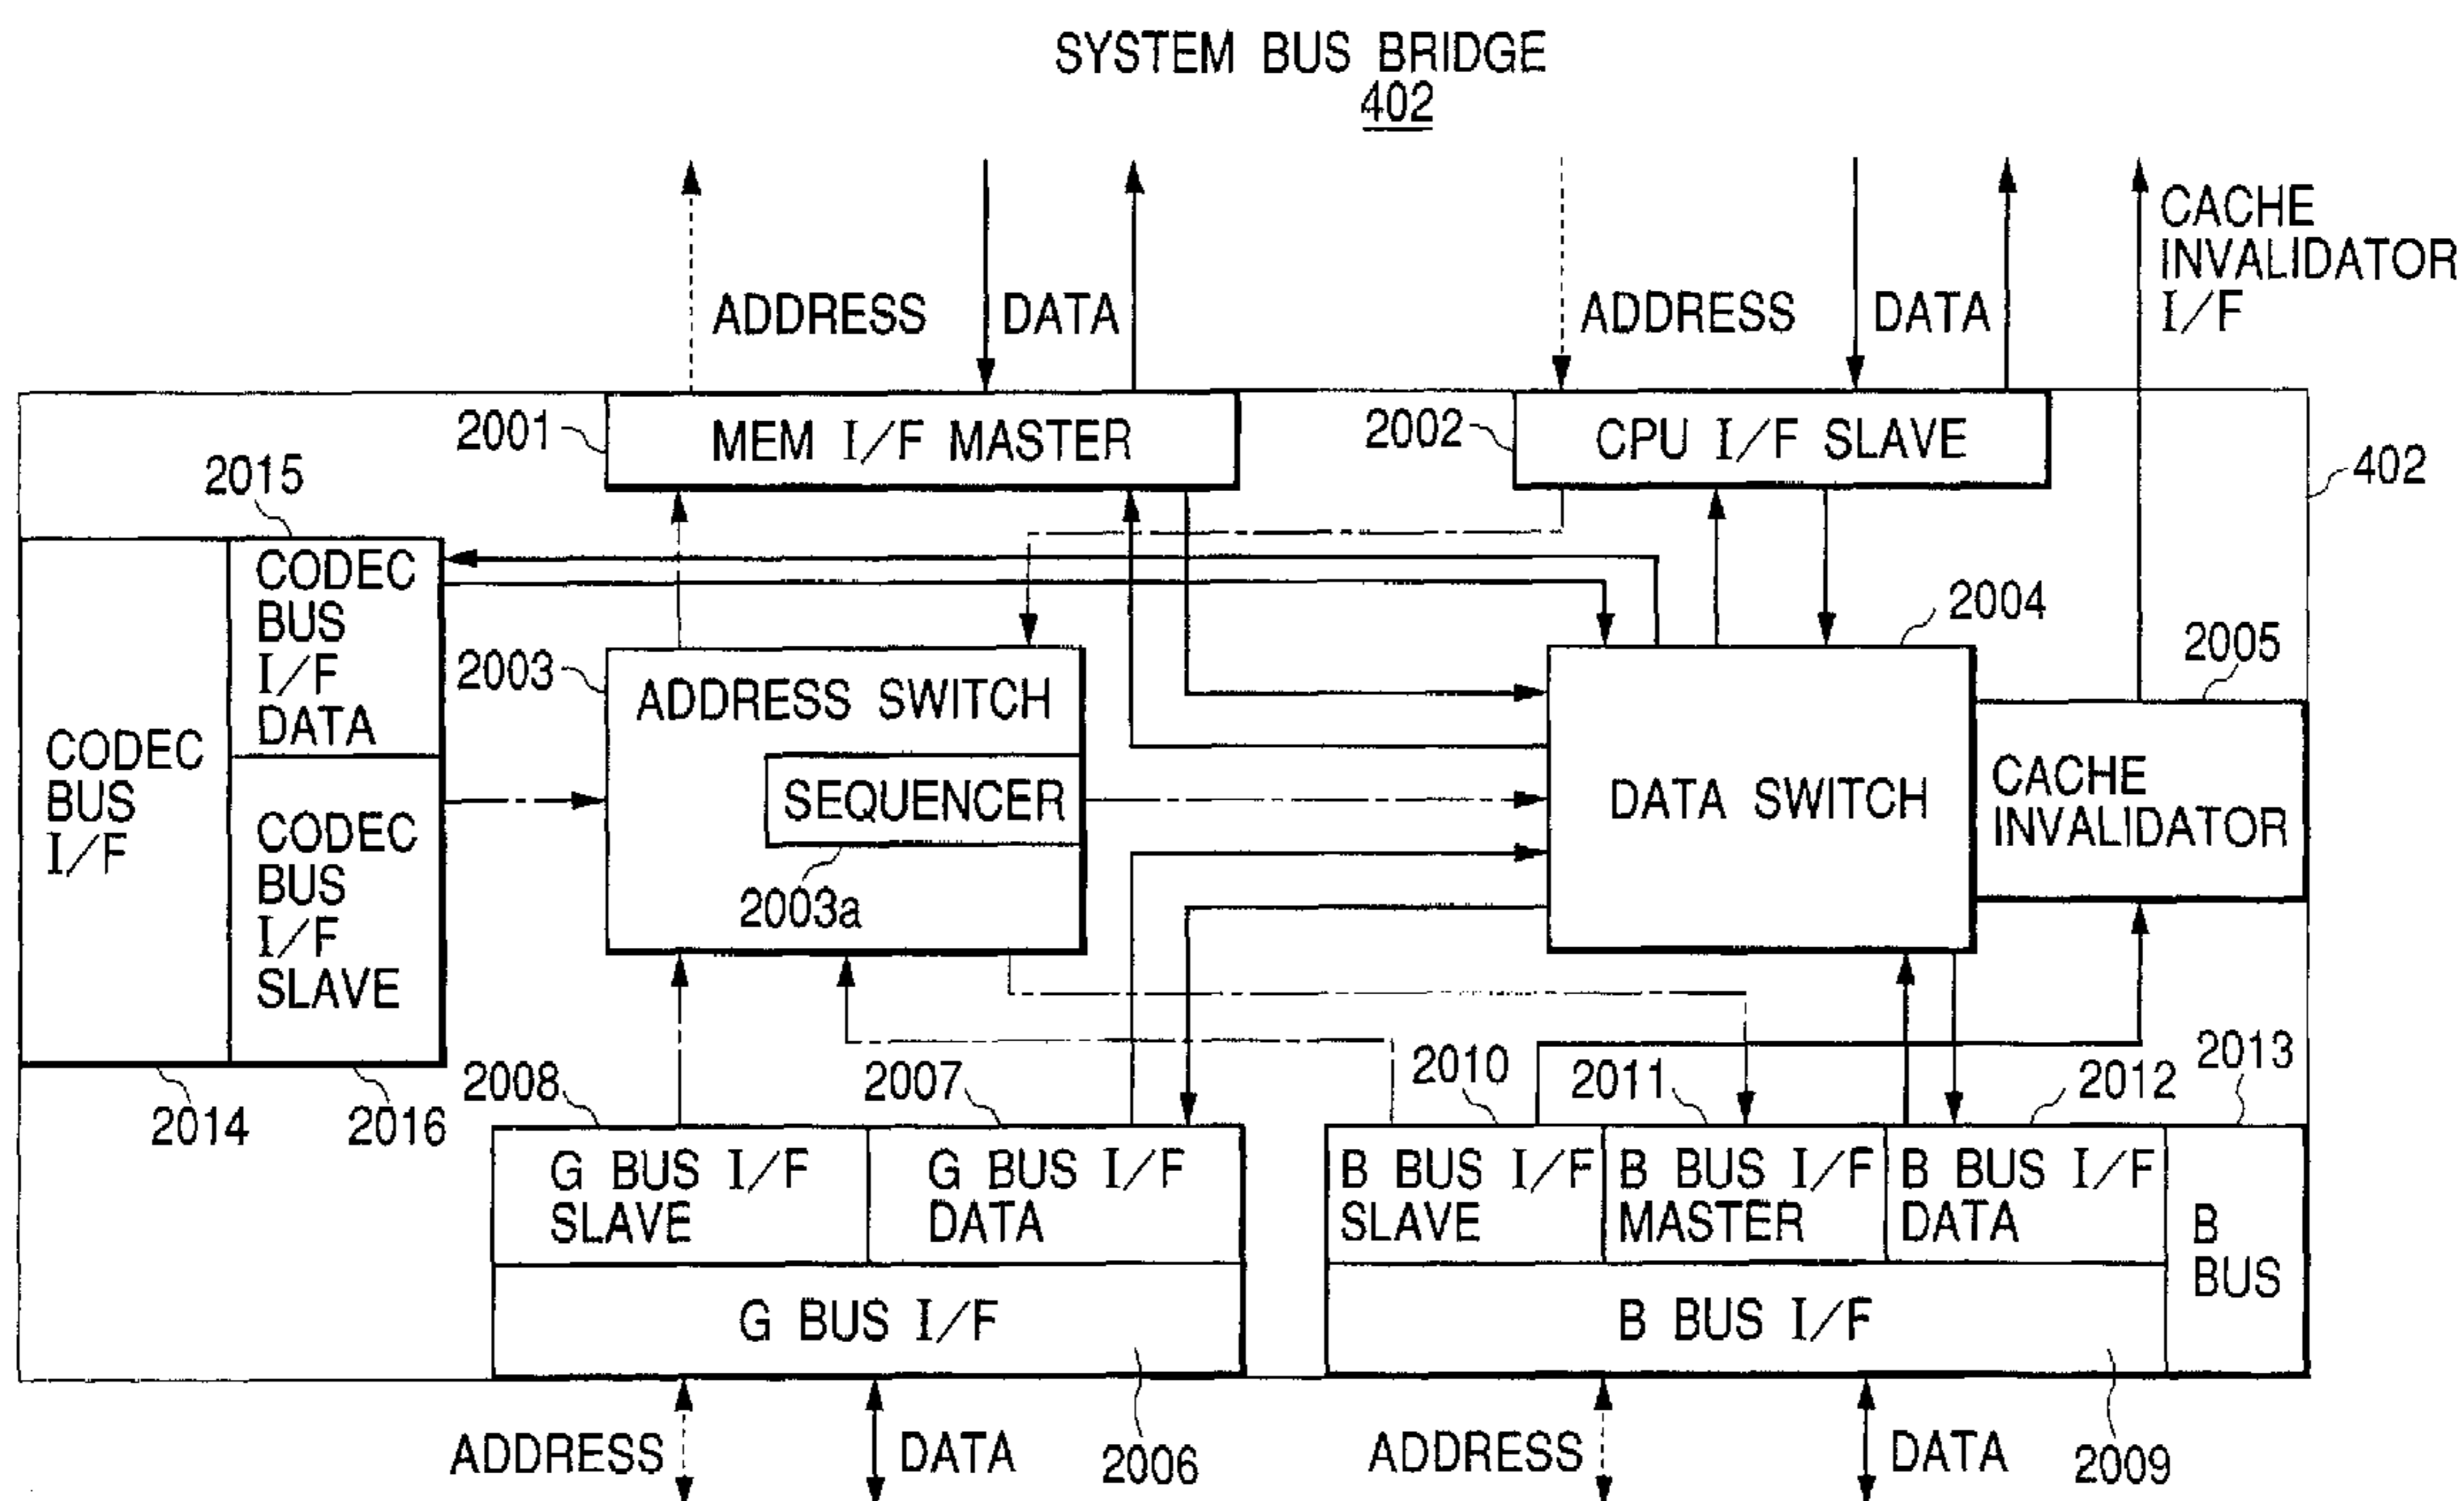 SYSTEM BUS BRIDGE
402
ADDRESS
DATA
ADDRESS
DATA
CACHE
INVALIDATOR
I/F
2001
MEM I/F MASTER
2002
CPU I/F SLAVE
402
2015
CODEC
BUS
I/F
CODEC
BUS
I/F
DATA
CODEC
BUS
I/F
SLAVE
2014
2016
2003
ADDRESS SWITCH
SEQUENCER
2003a
2004
DATA SWITCH
2005
CACHE
INVALIDATOR
2008
2007
G BUS I/F
SLAVE
G BUS I/F
DATA
G BUS I/F
2010
2011
2012
2013
B BUS I/F
SLAVE
B BUS I/F
MASTER
B BUS I/F
DATA
B
BUS
B BUS I/F
ADDRESS
DATA
2006
ADDRESS
DATA
2009